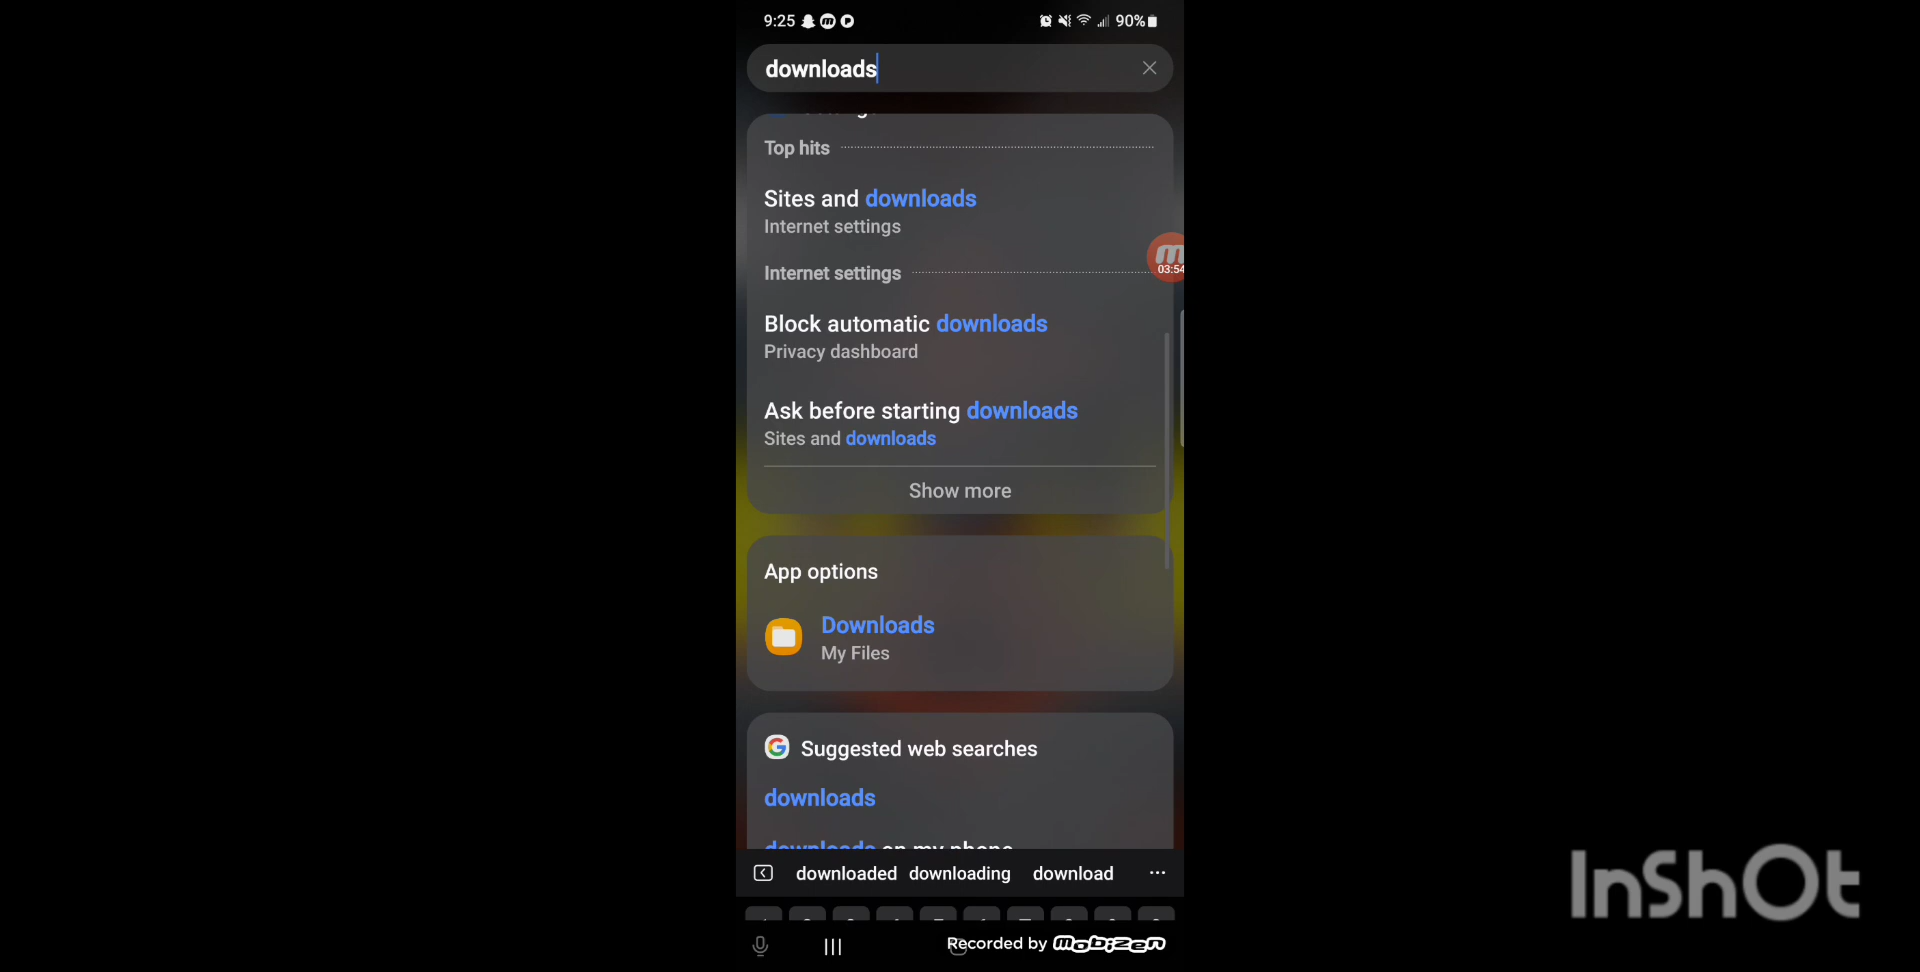 9:25 90%
downloads
Top hits
Sites and downloads
Internet settings
03:54
Internet settings
Block automatic downloads
Privacy dashboard
Ask before starting downloads
Sites and downloads
Show more
App options
Downloads
My Files
Suggested web searches
downloads
downloads on my phone
downloaded downloading download
Recorded by mobizen
InShOt